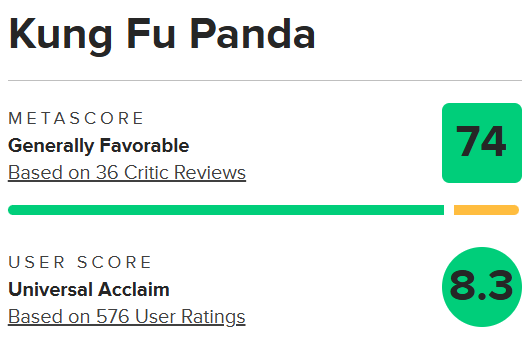 Kung Fu Panda
METASCORE
Generally Favorable
Based on 36 Critic Reviews
74
USER SCORE
Universal Acclaim
Based on 576 User Ratings
8.3